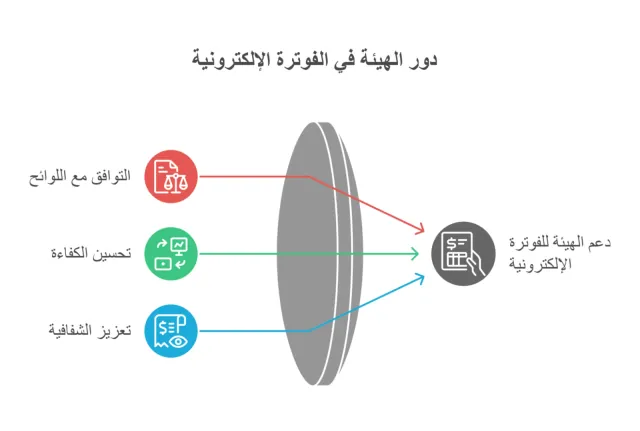 دور الهيئة في الفوترة الإلكترونية
التوافق مع اللوائح
تحسين الكفاءة
تعزيز الشفافية
دعم الهيئة للفوترة
الإلكترونية